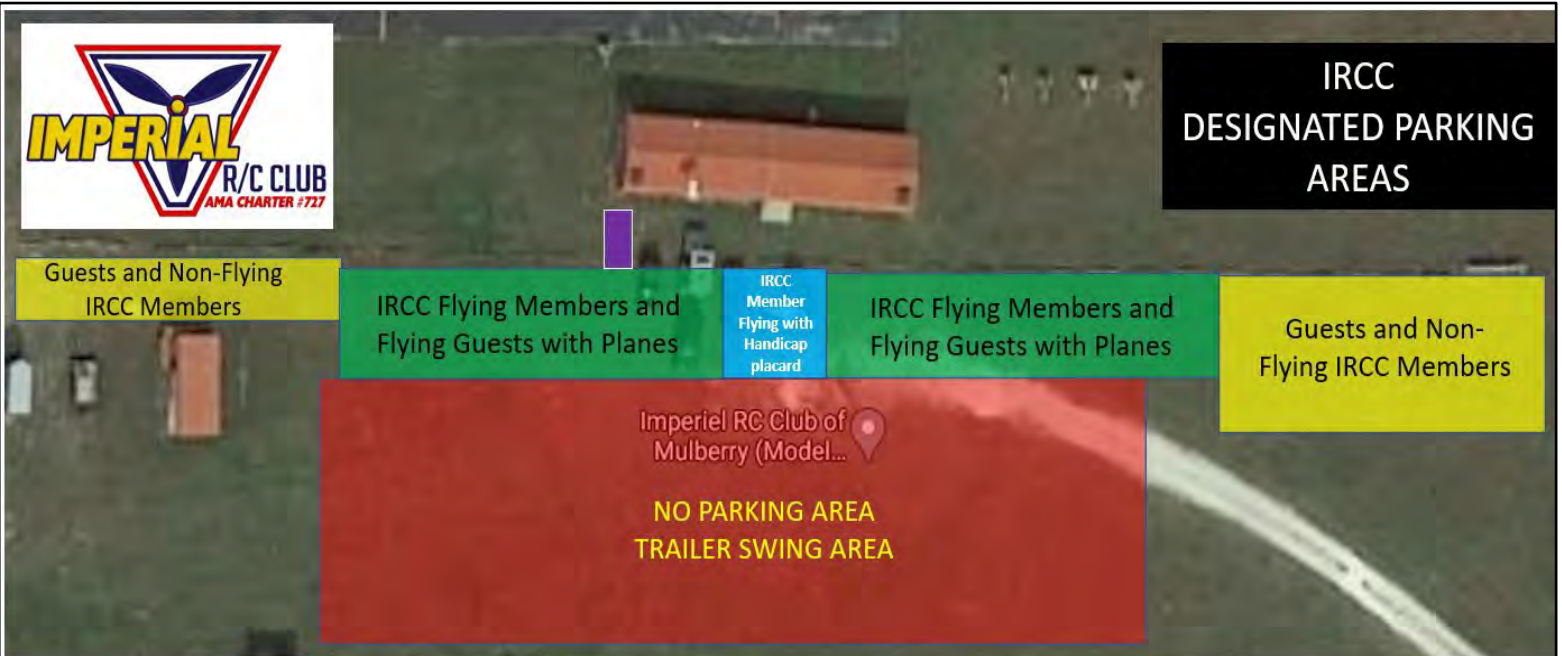 IMPERIAL
R/C CLUB
AMA CHARTER #727
IRCC
DESIGNATED PARKING
AREAS
Guests and Non-Flying
IRCC Members
IRCC Flying Members and
Flying Guests with Planes
IRCC
Member
Flying with
Handicap
placard
IRCC Flying Members and
Flying Guests with Planes
Guests and Non-
Flying IRCC Members
Imperiel RC Club of
Mulberry (Model...
NO PARKING AREA
TRAILER SWING AREA